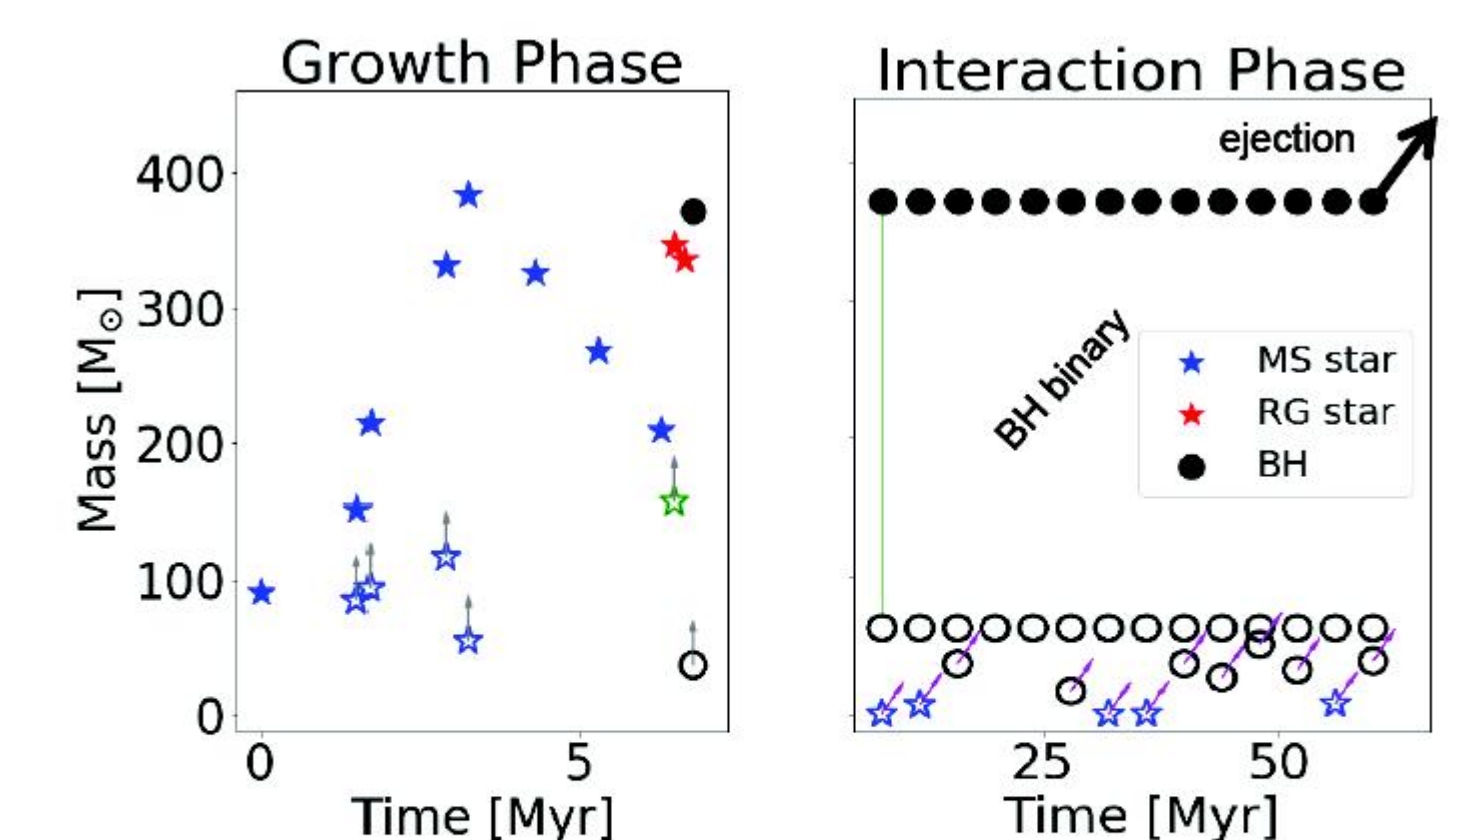 Growth Phase
400
300
200
100
0
Mass [M☉]
0 5
Time [Myr]
Interaction Phase
ejection
BH binary
MS star
RG star
BH
25 50
Time [Myr]